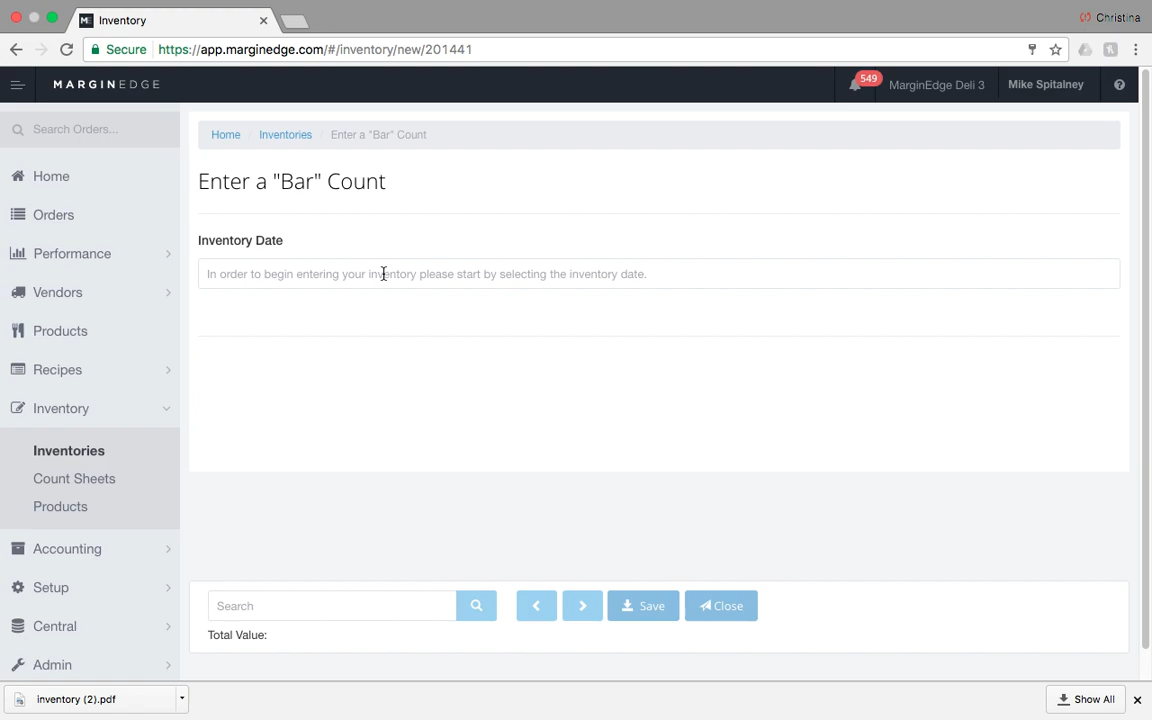 Inventory
Christina
Secure
https://app.marginedge.com/#/inventory/new/201441
MARGINEDGE
549
MarginEdge Deli 3
Mike Spitalney
Search Orders...
Home
Orders
Performance
Vendors
Products
Recipes
Inventory
Inventories
Count Sheets
Products
Accounting
Setup
Central
Admin
Home / Inventories / Enter a "Bar" Count
Enter a "Bar" Count
Inventory Date
In order to begin entering your inventory please start by selecting the inventory date.
Search
Save
Close
Total Value:
inventory (2).pdf
Show All